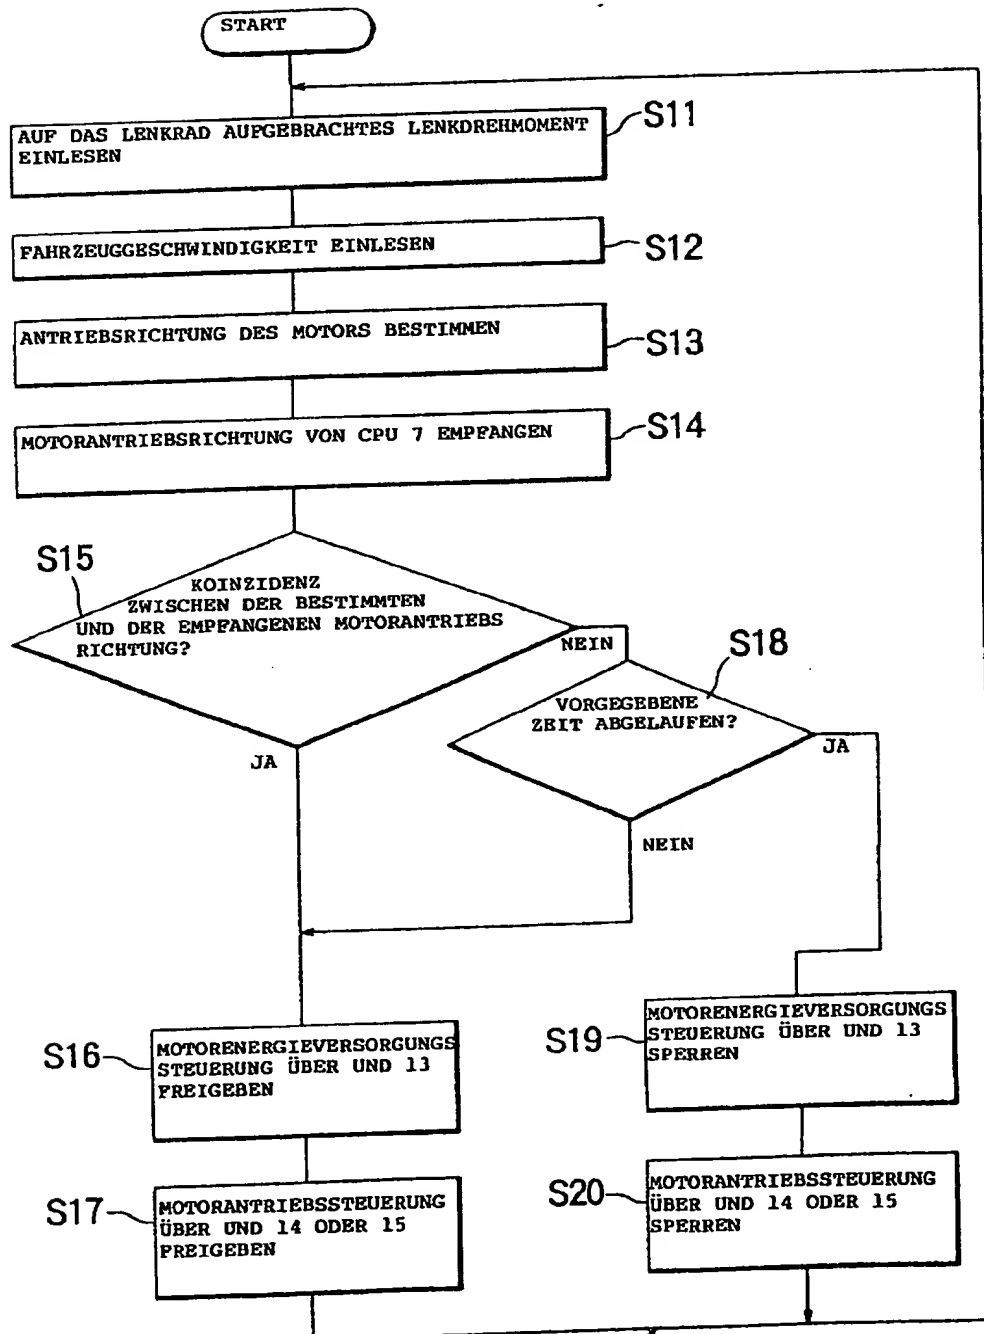 START
S11
AUF DAS LENKRAD AUFGEBRACHTES LENKDREHMOMENT
EINLESEN
FAHRZEUGGESCHWINDIGKEIT EINLESEN
S12
ANTRIEBSRICHTUNG DES MOTORS BESTIMMEN
S13
MOTORANTRIEBSRICHTUNG VON CPU 7 EMPFANGEN
S14
S15
KOINZIDENZ
ZWISCHEN DER BESTIMMTEN
UND DER EMPFANGENEN MOTORANTRIEBS
RICHTUNG?
NEIN
JA
S18
VORGEGEBENE
ZEIT ABGELAUFEN?
JA
NEIN
S16
MOTORENERGIEVERSORGUNGS
STEUERUNG ÜBER UND 13
FREIGEBEN
S19
MOTORENERGIEVERSORGUNGS
STEUERUNG ÜBER UND 13
SPERREN
S17
MOTORANTRIEBSSTEUERUNG
ÜBER UND 14 ODER 15
FREIGEBEN
S20
MOTORANTRIEBSSTEUERUNG
ÜBER UND 14 ODER 15
SPERREN